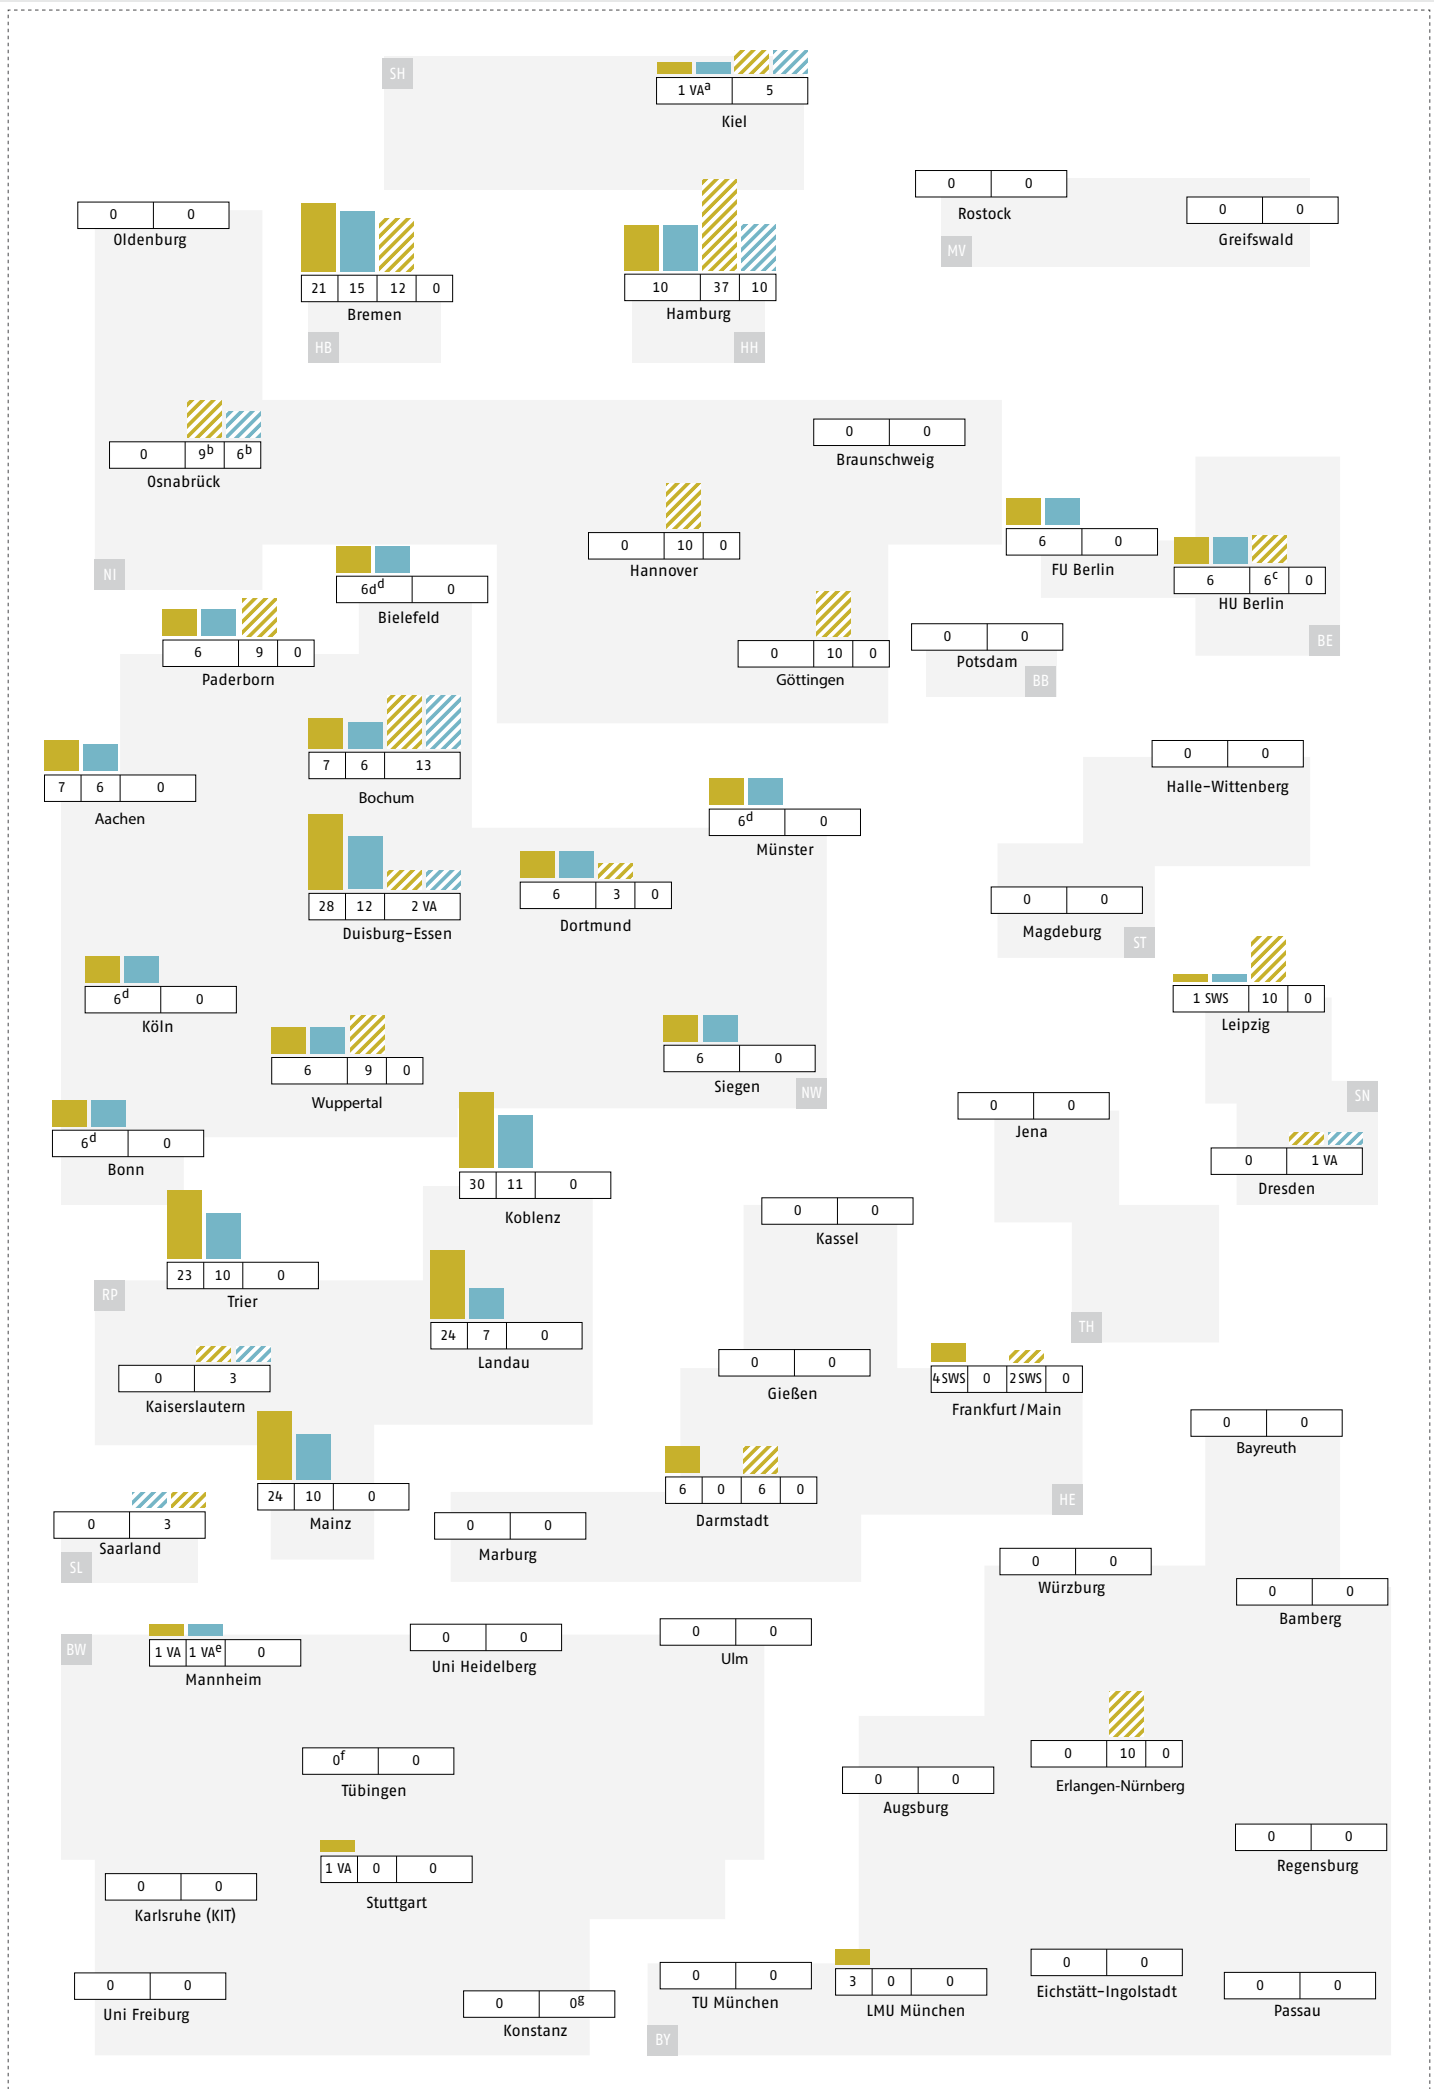 SH
1 VAa 5
Kiel
0 0
Rostock
0 0
Greifswald
MV
0 0
Oldenburg
21 15 12 0
Bremen
HB
10 37 10
Hamburg
HH
0 9b 6b
Osnabrück
0 0
Braunschweig
0 10 0
Hannover
NI
6 0
FU Berlin
6 6c 0
HU Berlin
BE
6dd 0
Bielefeld
6 9 0
Paderborn
0 10 0
Göttingen
0 0
Potsdam
BB
7 6 13
Bochum
7 6 0
Aachen
0 0
Halle-Wittenberg
6d 0
Münster
28 12 2 VA
Duisburg-Essen
6 3 0
Dortmund
0 0
Magdeburg
ST
6d 0
Köln
1 SWS 10 0
Leipzig
6 9 0
Wuppertal
6 0
Siegen
NW
SN
0 0
Jena
6d 0
Bonn
0 1 VA
Dresden
30 11 0
Koblenz
0 0
Kassel
23 10 0
Trier
RP
TH
24 7 0
Landau
0 3
Kaiserslautern
0 0
Gießen
4 SWS 0 2 SWS 0
Frankfurt / Main
0 0
Bayreuth
24 10 0
Mainz
6 0 6 0
Darmstadt
HE
0 3
Saarland
SL
0 0
Marburg
0 0
Würzburg
0 0
Bamberg
BW
1 VA 1 VAe 0
Mannheim
0 0
Uni Heidelberg
0 0
Ulm
0f 0
Tübingen
0 10 0
Erlangen-Nürnberg
0 0
Augsburg
0 0
Regensburg
1 VA 0 0
Stuttgart
0 0
Karlsruhe (KIT)
0 0
Uni Freiburg
0 0g
Konstanz
0 0
TU München
3 0 0
LMU München
0 0
Eichstätt-Ingolstadt
0 0
Passau
BY